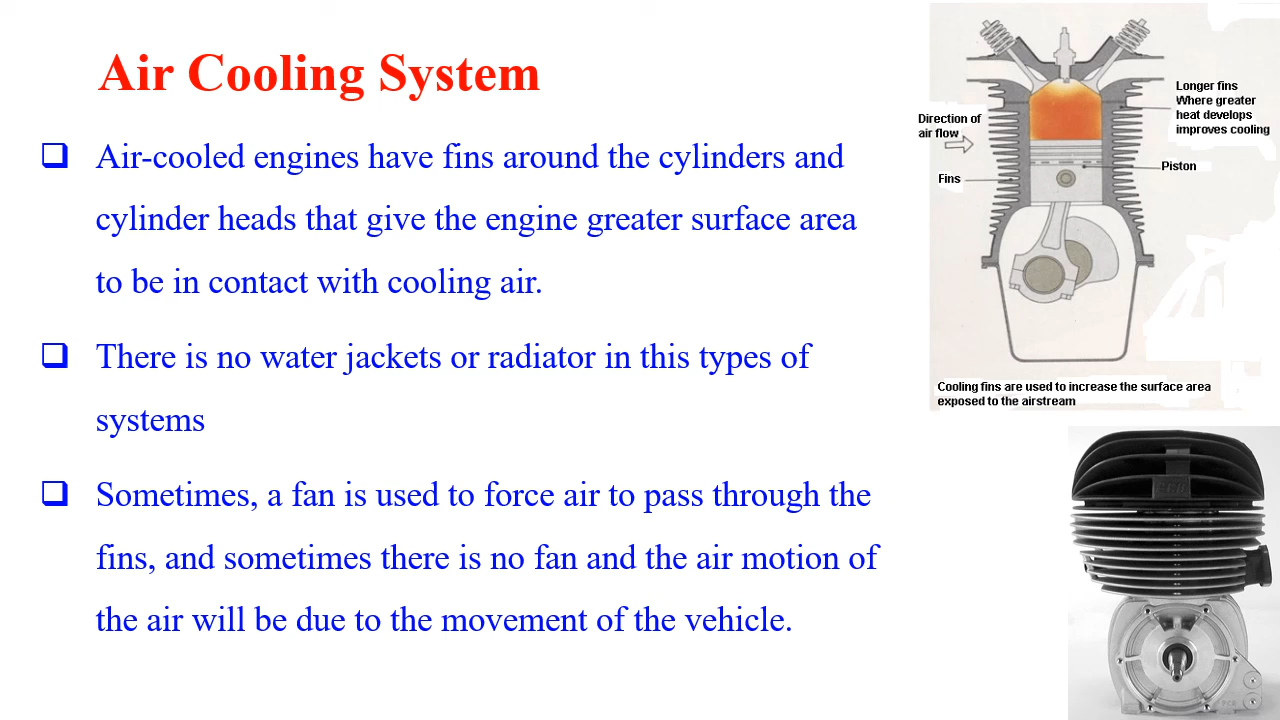 Air Cooling System
❑ Air-cooled engines have fins around the cylinders and
cylinder heads that give the engine greater surface area
to be in contact with cooling air.
❑ There is no water jackets or radiator in this types of
systems
❑ Sometimes, a fan is used to force air to pass through the
fins, and sometimes there is no fan and the air motion of
the air will be due to the movement of the vehicle.
Direction of
air flow
Fins
Longer fins
Where greater
heat develops
improves cooling
Piston
Cooling fins are used to increase the surface area
exposed to the airstream